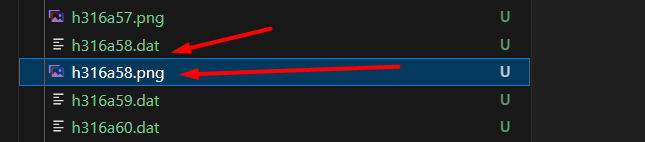 h316a57.png U
h316a58.dat U
h316a58.png U
h316a59.dat U
h316a60.dat U